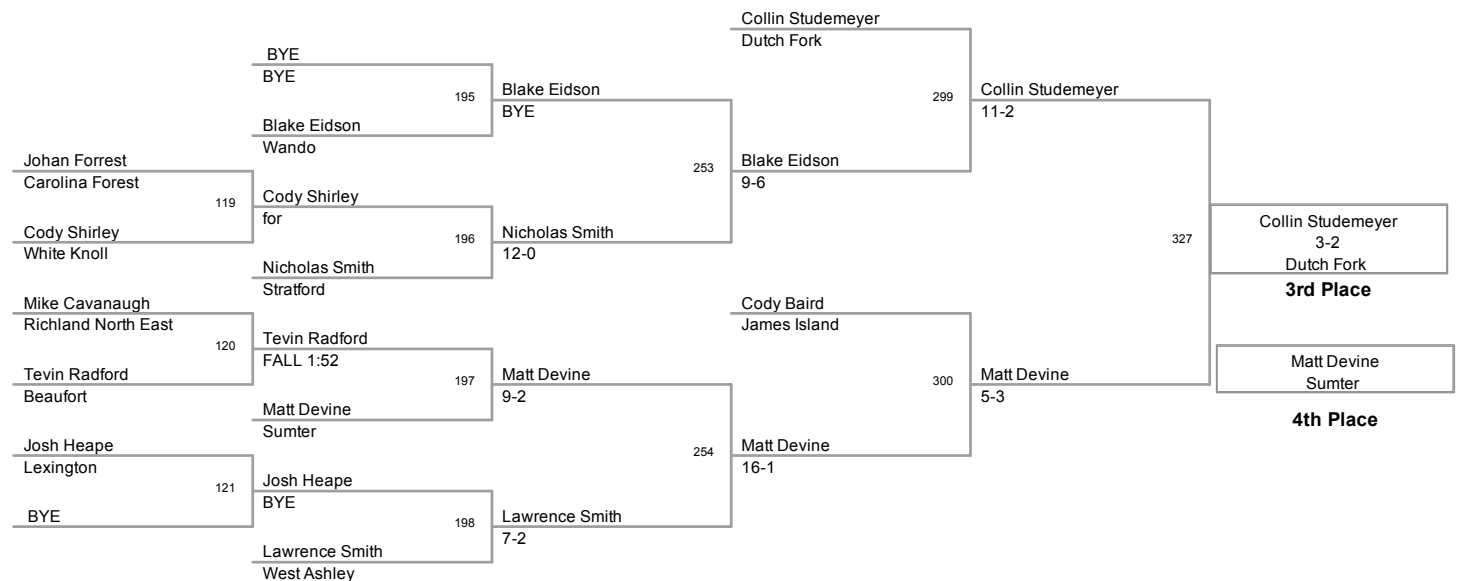 Collin Studemeyer
Dutch Fork
BYE
BYE
195
Blake Eidson
BYE
299
Collin Studemeyer
11-2
Blake Eidson
Wando
Johan Forrest
Carolina Forest
253
Blake Eidson
9-6
119
Cody Shirley
for
Cody Shirley
White Knoll
196
Nicholas Smith
12-0
327
Collin Studemeyer
3-2
Dutch Fork
3rd Place
Nicholas Smith
Stratford
Mike Cavanaugh
Richland North East
Cody Baird
James Island
120
Tevin Radford
FALL 1:52
Tevin Radford
Beaufort
197
Matt Devine
9-2
300
Matt Devine
5-3
Matt Devine
Sumter
4th Place
Matt Devine
Sumter
Josh Heape
Lexington
254
Matt Devine
16-1
121
Josh Heape
BYE
BYE
198
Lawrence Smith
7-2
Lawrence Smith
West Ashley